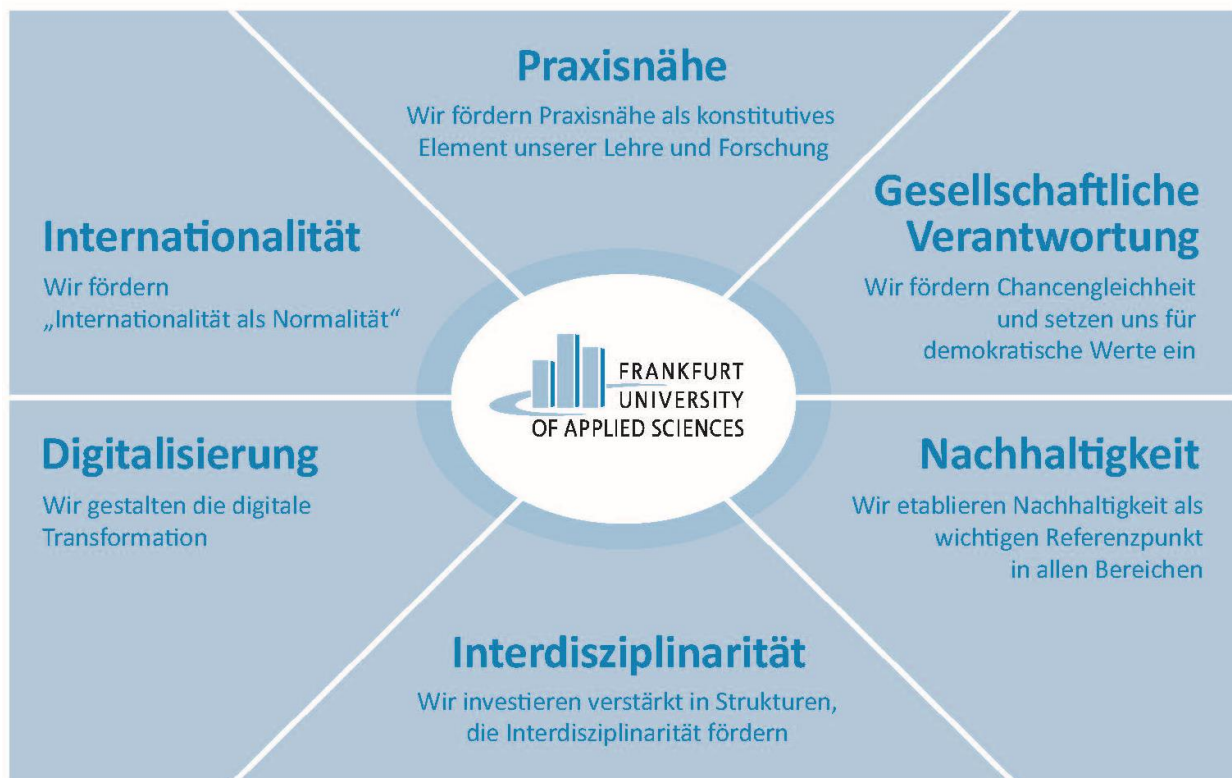 Praxisnähe
Wir fördern Praxisnähe als konstitutives
Element unserer Lehre und Forschung
Gesellschaftliche
Verantwortung
Wir fördern Chancengleichheit
und setzen uns für
demokratische Werte ein
Internationalität
Wir fördern
„Internationalität als Normalität“
FRANKFURT
UNIVERSITY
OF APPLIED SCIENCES
Digitalisierung
Wir gestalten die digitale
Transformation
Nachhaltigkeit
Wir etablieren Nachhaltigkeit als
wichtigen Referenzpunkt
in allen Bereichen
Interdisziplinarität
Wir investieren verstärkt in Strukturen,
die Interdisziplinarität fördern